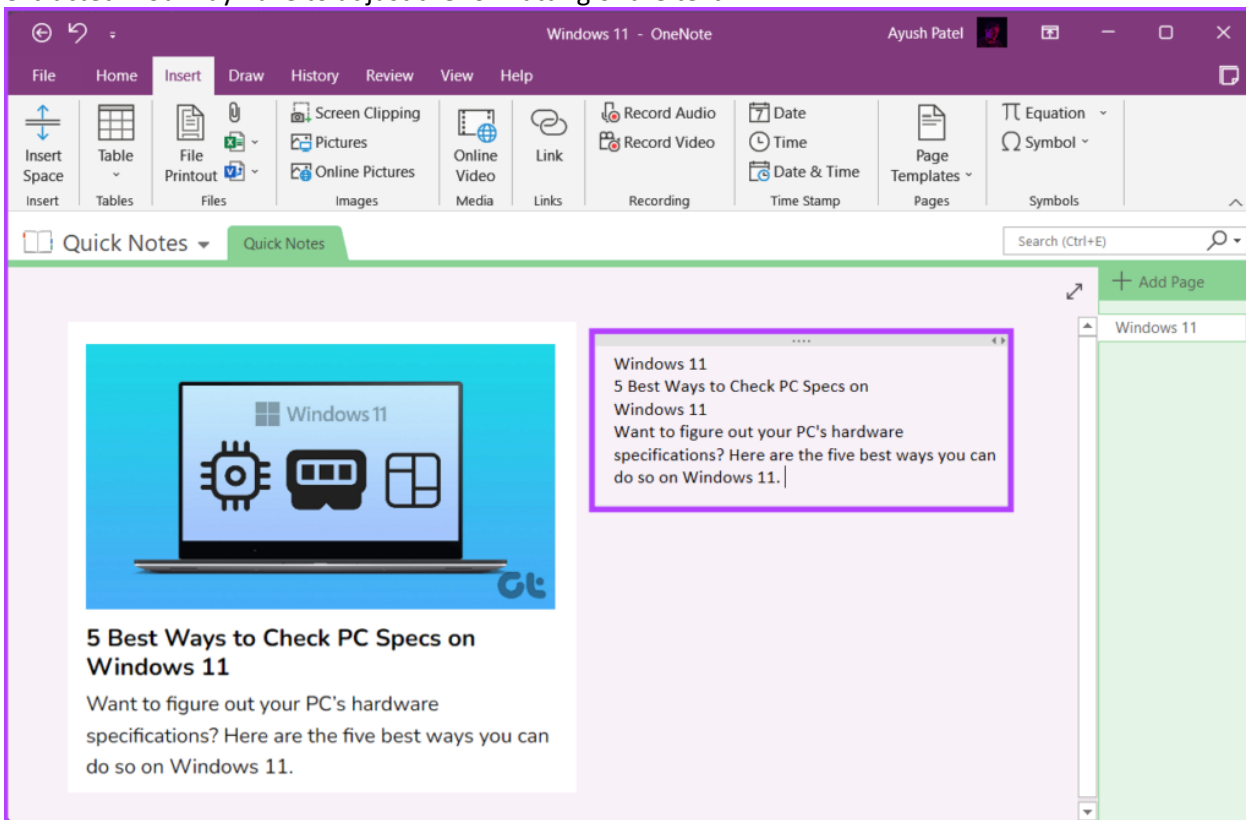 Windows 11 - OneNote
Ayush Patel
File Home Insert Draw History Review View Help
Insert Space
Table
File Printout
Screen Clipping
Pictures
Online Pictures
Online Video
Link
Record Audio
Record Video
7 Date
Time
Date & Time
Page Templates
π Equation
Ω Symbol
Insert Tables Files Images Media Links Recording Time Stamp Pages Symbols
Quick Notes
Quick Notes
Search (Ctrl+E)
Add Page
Windows 11
Windows 11
Gt
5 Best Ways to Check PC Specs on
Windows 11
Want to figure out your PC's hardware
specifications? Here are the five best ways you can
do so on Windows 11.
Windows 11
5 Best Ways to Check PC Specs on
Windows 11
Want to figure out your PC's hardware
specifications? Here are the five best ways you can
do so on Windows 11.